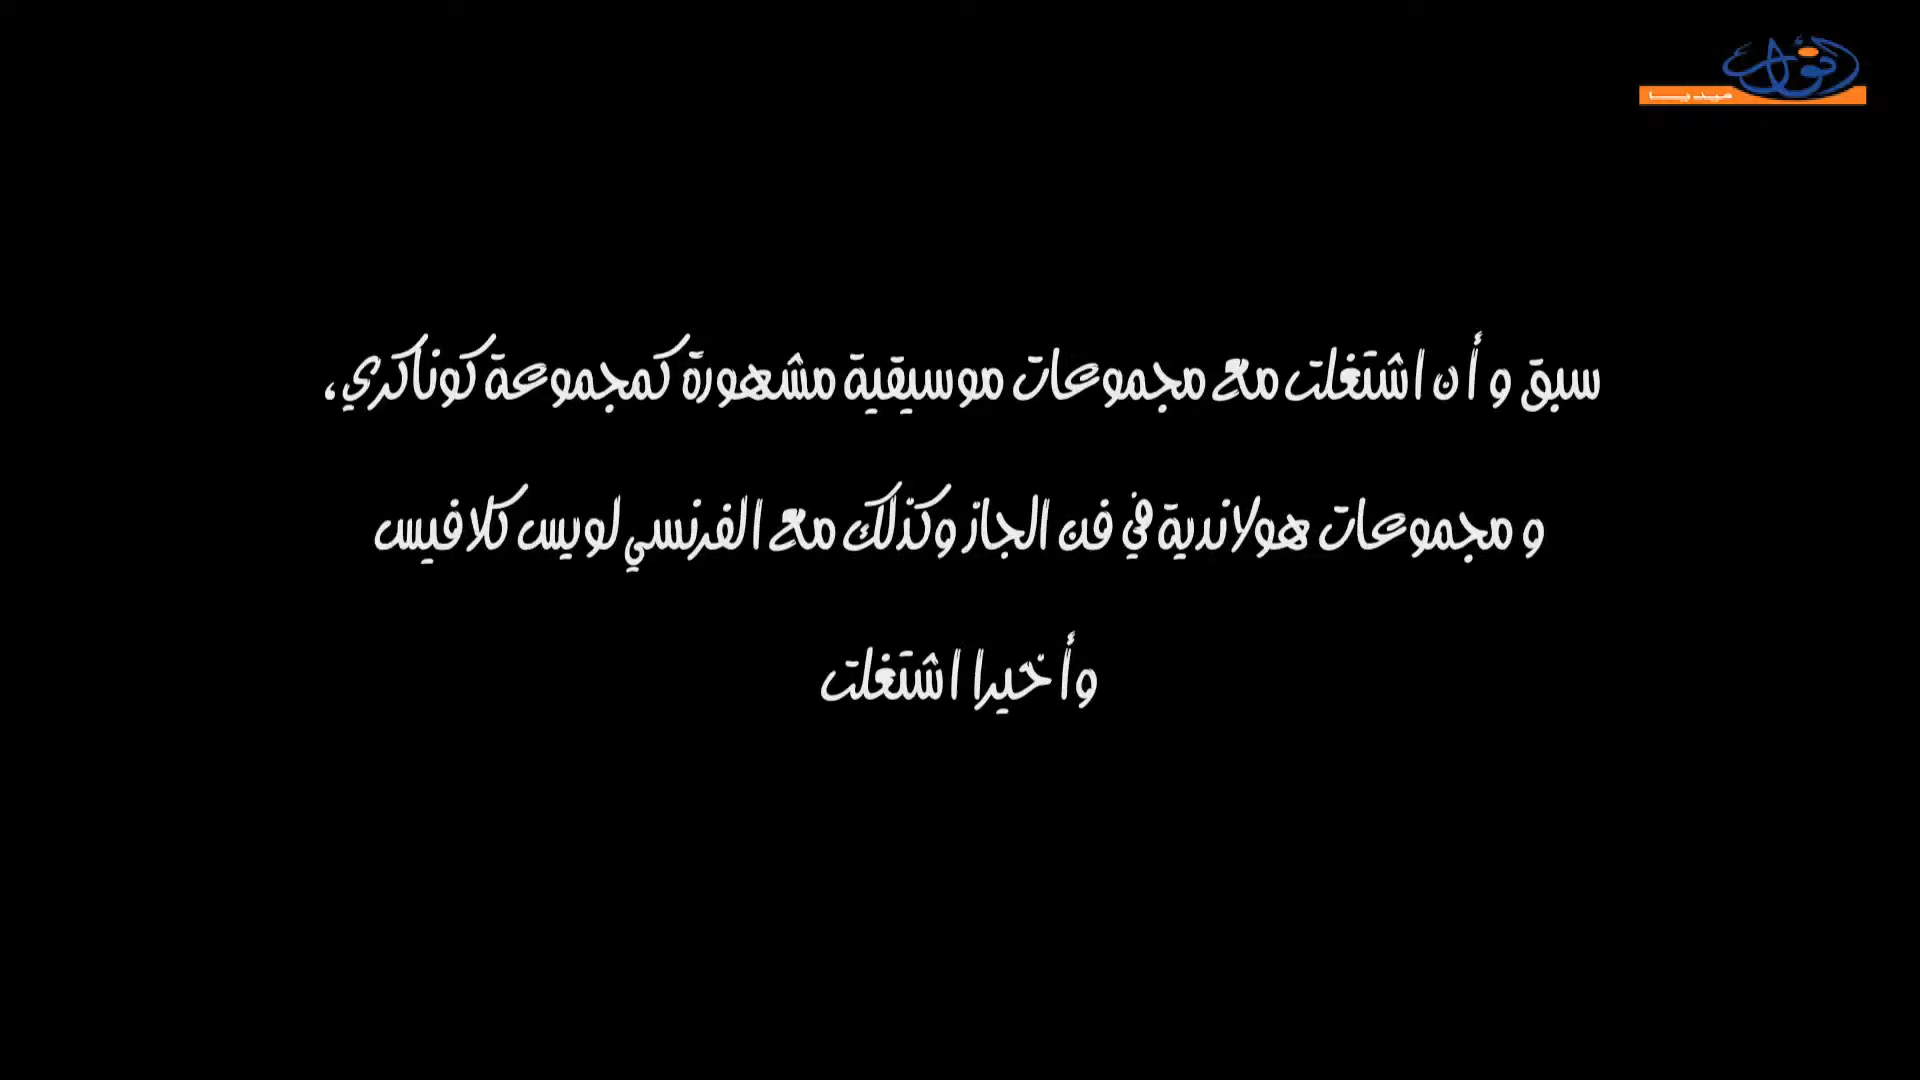 ميديا
سبق و أن اشتغلت مع مجموعات موسيقية مشهورة كمجموعة كوناكري،
و مجموعات هولاندية في فن الجاز وكذلك مع الفرنسي لويس كلافيس
وأخيرا اشتغلت